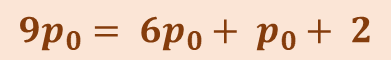 9p₀ = 6p₀ + p₀ + 2